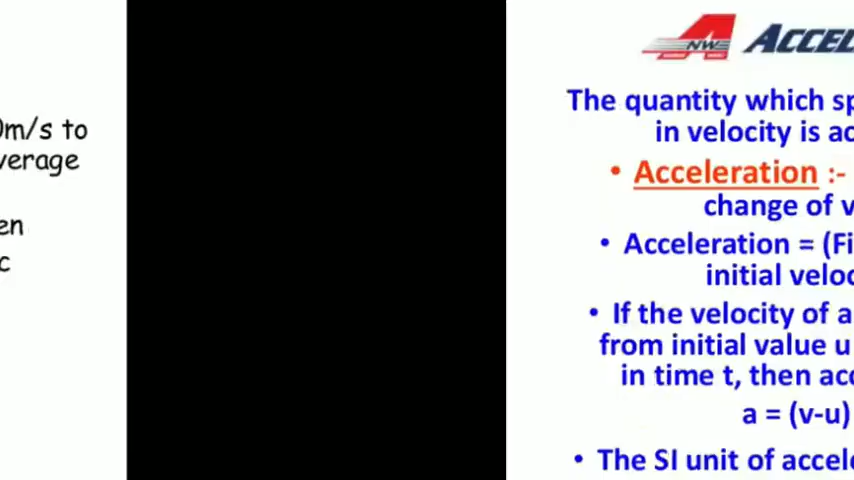 0m/s to
verage
en
c
NW ACCEL
The quantity which sp
in velocity is ac
• Acceleration :-
change of v
• Acceleration = (Fi
initial veloc
• If the velocity of a
from initial value u
in time t, then acc
a = (v-u)
• The SI unit of accele